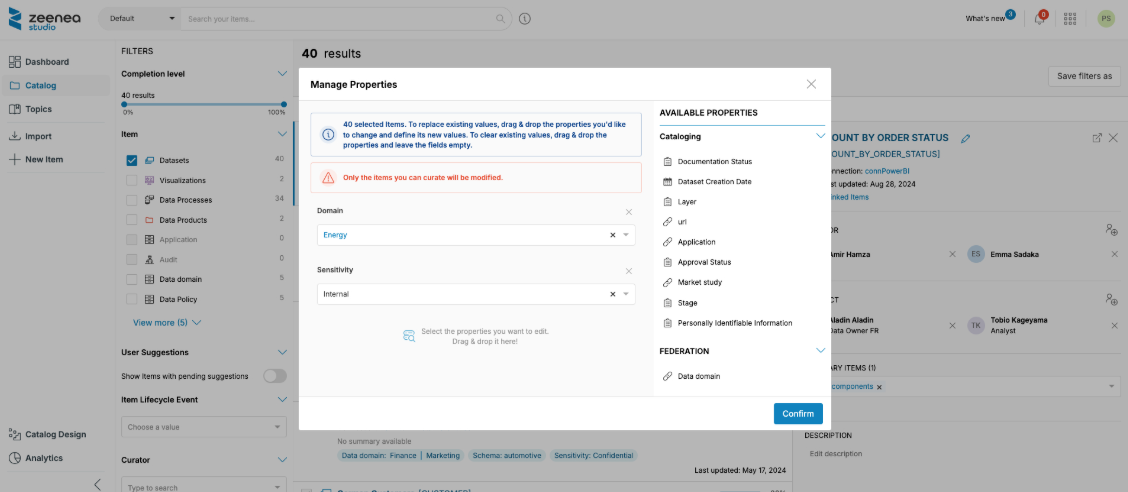 zeenea
studio
Default
Search your items...
What's new
3
0
PS
Dashboard
Catalog
Topics
Import
New Item
Catalog Design
Analytics
FILTERS
Completion level
40 results
0%
100%
Item
Datasets
40
Visualizations
5
Data Processes
34
Data Products
2
Application
0
Audit
0
Data domain
4
Data Policy
5
View more (5)
User Suggestions
Show items with pending suggestions
Item Lifecycle Event
Choose a value
Curator
Type to search
40 results
Save filters as
Manage Properties
40 selected Items. To replace existing values, drag & drop the properties you'd like
to change and define its new values. To clear existing values, drag & drop the
properties and leave the fields empty.
Only the items you can curate will be modified.
Domain
Energy
Sensitivity
Internal
Select the properties you want to edit.
Drag & drop it here!
AVAILABLE PROPERTIES
Cataloging
Documentation Status
Dataset Creation Date
Layer
url
Application
Approval Status
Market study
Stage
Personally Identifiable Information
FEDERATION
Data domain
Confirm
OUNT BY ORDER STATUS
OUNT_BY_ORDER_STATUS]
nnection: connPowerBI
st updated: Aug 28, 2024
inked Items
OR
Amir Hamza
ES
Emma Sadaka
CT
Aladin Aladin
Data Owner FR
TK
Tobio Kageyama
Analyst
ARY ITEMS (1)
components
DESCRIPTION
Edit description
No summary available
Data domain: Finance | Marketing
Schema: automotive
Sensitivity: Confidential
Last updated: May 17, 2024